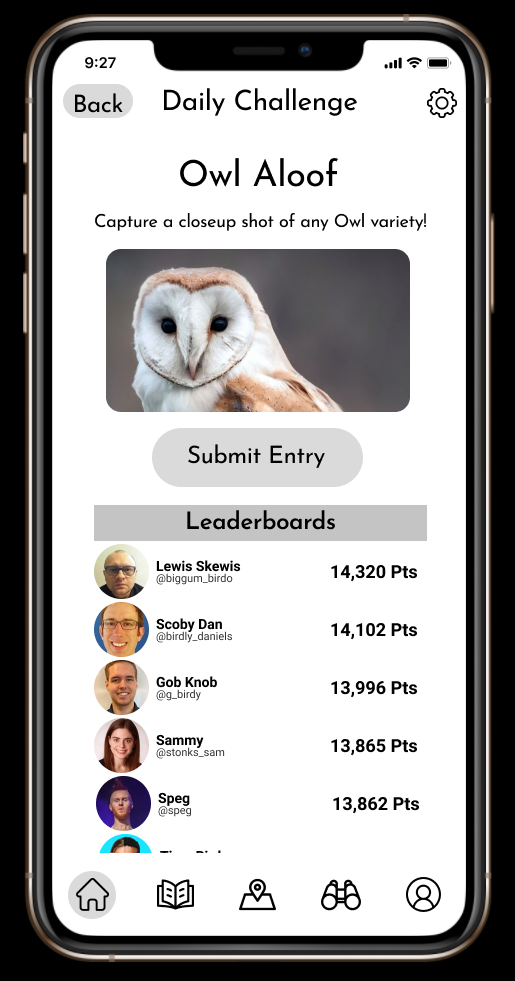 9:27
Back
Daily Challenge
Owl Aloof
Capture a closeup shot of any Owl variety!
Submit Entry
Leaderboards
Lewis Skewis
@biggum_birdo
14,320 Pts
Scoby Dan
@birdly_daniels
14,102 Pts
Gob Knob
@g_birdy
13,996 Pts
Sammy
@stonks_sam
13,865 Pts
Speg
@speg
13,862 Pts